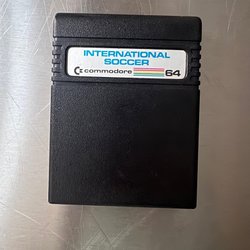 INTERNATIONAL
SOCCER
commodore 64